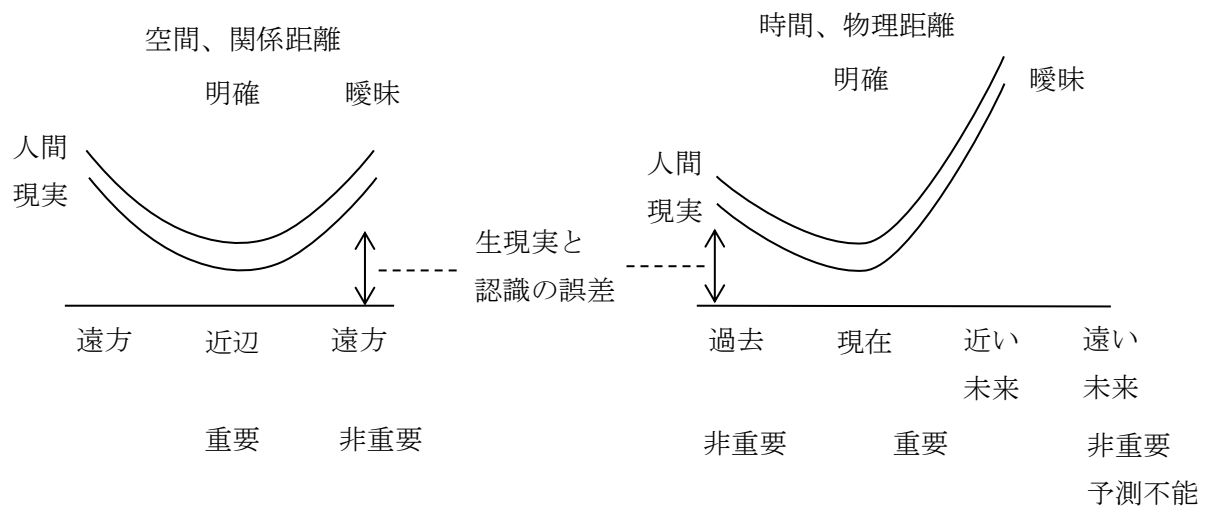 空間、関係距離
明確
曖昧
人間
現実
遠方
近辺
遠方
重要
非重要
生現実と
認識の誤差
時間、物理距離
明確
曖昧
人間
現実
過去
現在
近い
未来
遠い
未来
非重要
重要
非重要
予測不能